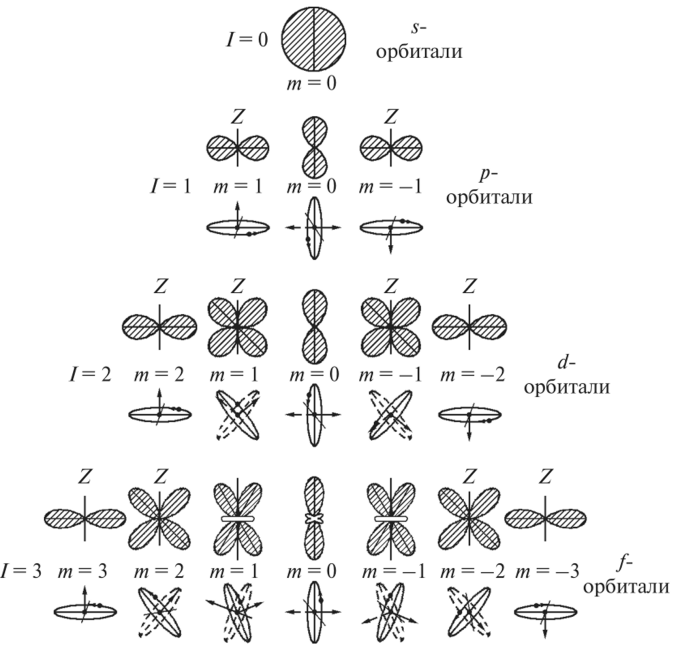 s-
орбитали
I = 0
m = 0
Z Z
p-
орбитали
I = 1 m = 1 m = 0 m = –1
Z Z Z Z
d-
орбитали
I = 2 m = 2 m = 1 m = 0 m = –1 m = –2
Z Z Z Z Z Z
f-
орбитали
I = 3 m = 3 m = 2 m = 1 m = 0 m = –1 m = –2 m = –3